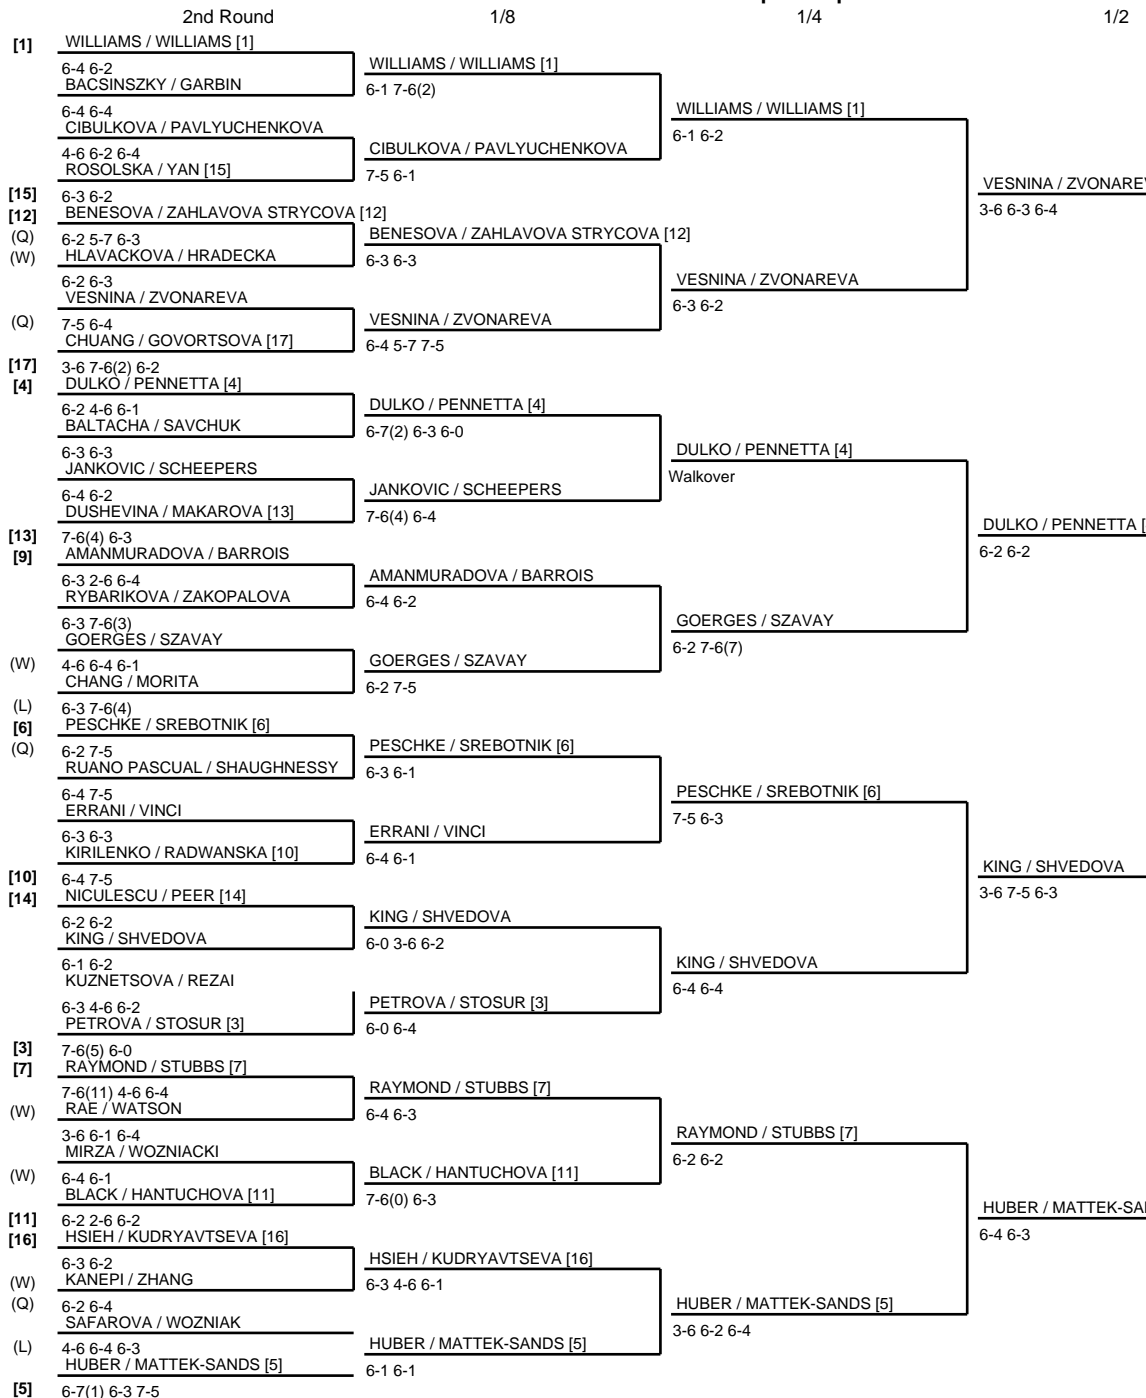 2nd Round 1/8 1/4 1/2
[1] WILLIAMS / WILLIAMS [1]
6-4 6-2
BACSINSZKY / GARBIN
6-4 6-4
CIBULKOVA / PAVLYUCHENKOVA
4-6 6-2 6-4
ROSOLSKA / YAN [15]
[15] 6-3 6-2
[12] BENESOVA / ZAHLAVOVA STRYCOVA [12]
(Q) 6-2 5-7 6-3
(W) HLAVACKOVA / HRADECKA
6-2 6-3
VESNINA / ZVONAREVA
(Q) 7-5 6-4
CHUANG / GOVORTSOVA [17]
[17] 3-6 7-6(2) 6-2
[4] DULKO / PENNETTA [4]
6-2 4-6 6-1
BALTACHA / SAVCHUK
6-3 6-3
JANKOVIC / SCHEEPERS
6-4 6-2
DUSHEVINA / MAKAROVA [13]
[13] 7-6(4) 6-3
[9] AMANMURADOVA / BARROIS
6-3 2-6 6-4
RYBARIKOVA / ZAKOPALOVA
6-3 7-6(3)
GOERGES / SZAVAY
(W) 4-6 6-4 6-1
CHANG / MORITA
(L) 6-3 7-6(4)
[6] PESCHKE / SREBOTNIK [6]
(Q) 6-2 7-5
RUANO PASCUAL / SHAUGHNESSY
6-4 7-5
ERRANI / VINCI
6-3 6-3
KIRILENKO / RADWANSKA [10]
[10] 6-4 7-5
[14] NICULESCU / PEER [14]
6-2 6-2
KING / SHVEDOVA
6-1 6-2
KUZNETSOVA / REZAI
6-3 4-6 6-2
PETROVA / STOSUR [3]
[3] 7-6(5) 6-0
[7] RAYMOND / STUBBS [7]
7-6(11) 4-6 6-4
(W) RAE / WATSON
3-6 6-1 6-4
MIRZA / WOZNIACKI
(W) 6-4 6-1
BLACK / HANTUCHOVA [11]
[11] 6-2 2-6 6-2
[16] HSIEH / KUDRYAVTSEVA [16]
6-3 6-2
(W) KANEPI / ZHANG
(Q) 6-2 6-4
SAFAROVA / WOZNIAK
(L) 4-6 6-4 6-3
HUBER / MATTEK-SANDS [5]
[5] 6-7(1) 6-3 7-5
WILLIAMS / WILLIAMS [1]
6-1 7-6(2)
CIBULKOVA / PAVLYUCHENKOVA
7-5 6-1
BENESOVA / ZAHLAVOVA STRYCOVA [12]
6-3 6-3
VESNINA / ZVONAREVA
6-4 5-7 7-5
DULKO / PENNETTA [4]
6-7(2) 6-3 6-0
JANKOVIC / SCHEEPERS
7-6(4) 6-4
AMANMURADOVA / BARROIS
6-4 6-2
GOERGES / SZAVAY
6-2 7-5
PESCHKE / SREBOTNIK [6]
6-3 6-1
ERRANI / VINCI
6-4 6-1
KING / SHVEDOVA
6-0 3-6 6-2
PETROVA / STOSUR [3]
6-0 6-4
RAYMOND / STUBBS [7]
6-4 6-3
BLACK / HANTUCHOVA [11]
7-6(0) 6-3
HSIEH / KUDRYAVTSEVA [16]
6-3 4-6 6-1
HUBER / MATTEK-SANDS [5]
6-1 6-1
WILLIAMS / WILLIAMS [1]
6-1 6-2
VESNINA / ZVONAREVA
6-3 6-2
DULKO / PENNETTA [4]
Walkover
GOERGES / SZAVAY
6-2 7-6(7)
PESCHKE / SREBOTNIK [6]
7-5 6-3
KING / SHVEDOVA
6-4 6-4
RAYMOND / STUBBS [7]
6-2 6-2
HUBER / MATTEK-SANDS [5]
3-6 6-2 6-4
VESNINA /
3-6 6-3 6-4
DULKO / PENNETTA [
6-2 6-2
KING / SHVEDOVA
3-6 7-5 6-3
HUBER /
6-4 6-3